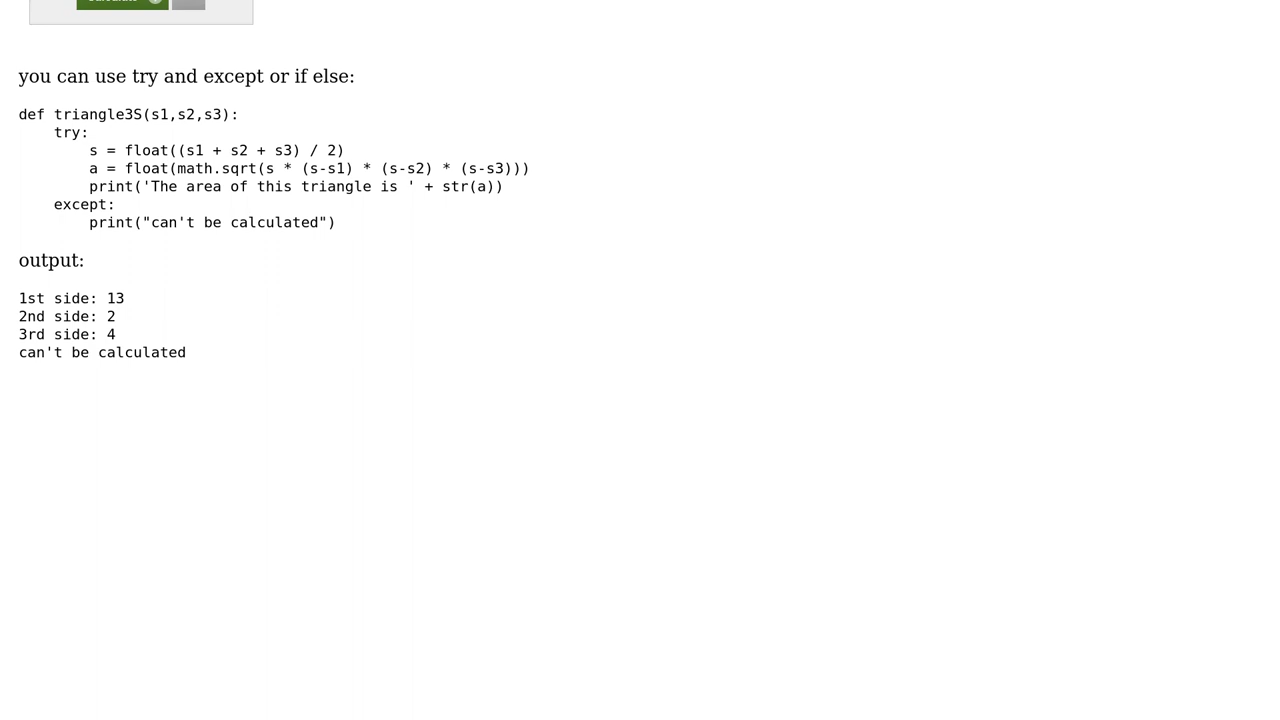 you can use try and except or if else:
def triangle3S(s1,s2,s3):
    try:
        s = float((s1 + s2 + s3) / 2)
        a = float(math.sqrt(s * (s-s1) * (s-s2) * (s-s3)))
        print('The area of this triangle is ' + str(a))
    except:
        print("can't be calculated")
output:
1st side: 13
2nd side: 2
3rd side: 4
can't be calculated